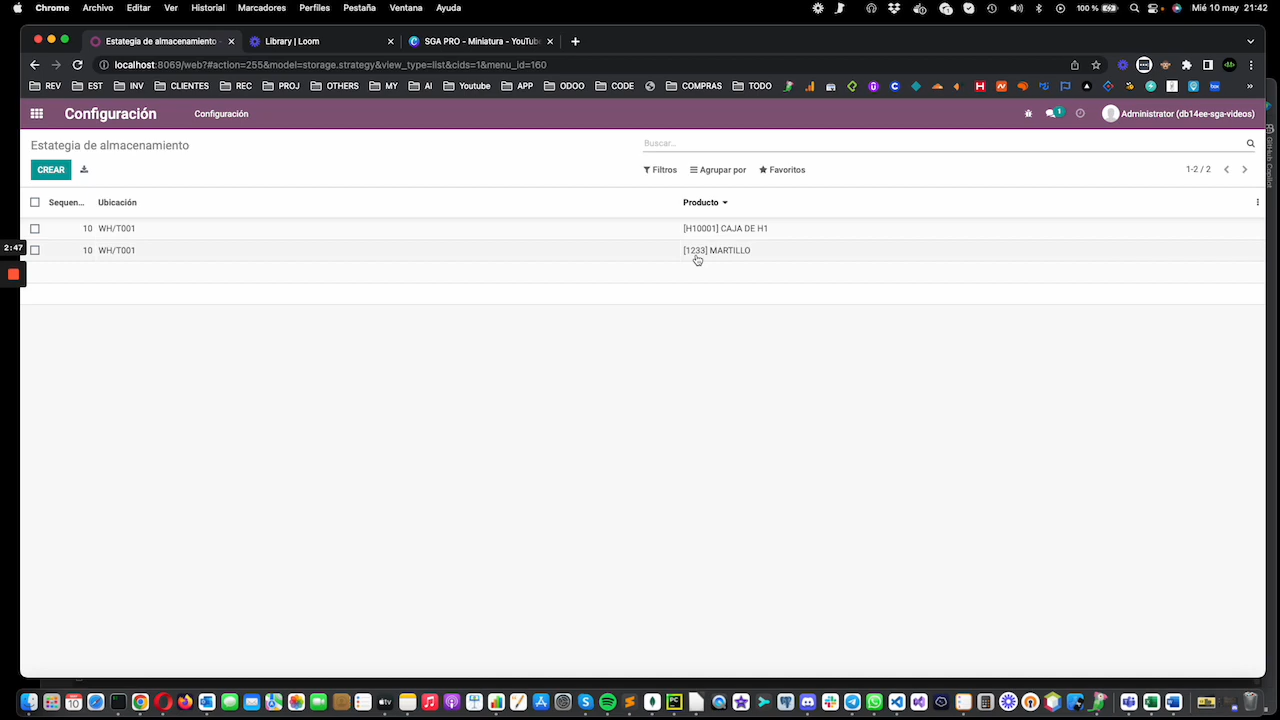 Chrome Archivo Editar Ver Historial Marcadores Perfiles Pestaña Ventana Ayuda 100 % Mié 10 may 21:42
Estategia de almacenamiento Library | Loom SGA PRO - Miniatura - YouTube
localhost:8069/web?#action=255&model=storage.strategy&view_type=list&cids=1&menu_id=160
REV EST INV CLIENTES REC PROJ OTHERS MY AI Youtube APP ODOO CODE COMPRAS TODO »
Configuración Configuración 1 Administrator (db14ee-sga-videos)
GitHub Copilot
Estategia de almacenamiento Buscar...
CREAR Filtros Agrupar por Favoritos 1-2 / 2
Sequen... Ubicación Producto
10 WH/T001 [H10001] CAJA DE H1
2:47
10 WH/T001 [1233] MARTILLO